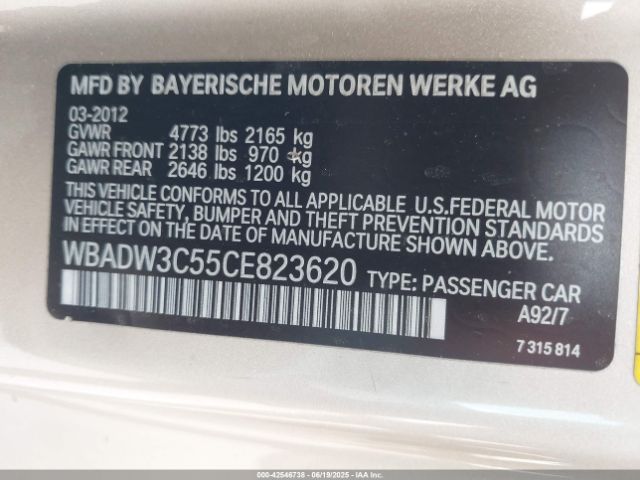 MFD BY BAYERISCHE MOTOREN WERKE AG
03-2012
GVWR 4773 lbs 2165 kg
GAWR FRONT 2138 lbs 970 kg
GAWR REAR 2646 lbs 1200 kg
THIS VEHICLE CONFORMS TO ALL APPLICABLE U.S.FEDERAL MOTOR
VEHICLE SAFETY, BUMPER AND THEFT PREVENTION STANDARDS
IN EFFECT ON THE DATE OF MANUFACTURE SHOWN ABOVE.
WBADW3C55CE823620 TYPE: PASSENGER CAR
A92/7
7 315 814
000-42546738 - 06/19/2025 - IAAI.COM